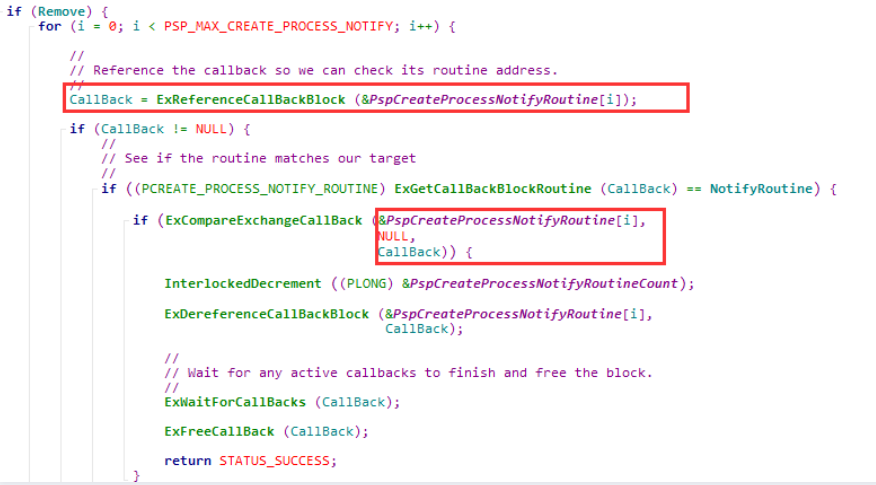 if (Remove) {
for (i = 0; i < PSP_MAX_CREATE_PROCESS_NOTIFY; i++) {
//
// Reference the callback so we can check its routine address.
//
CallBack = ExReferenceCallBackBlock (&PspCreateProcessNotifyRoutine[i]);
if (CallBack != NULL) {
//
// See if the routine matches our target
//
if ((PCREATE_PROCESS_NOTIFY_ROUTINE) ExGetCallBackBlockRoutine (CallBack) == NotifyRoutine) {
if (ExCompareExchangeCallBack (&PspCreateProcessNotifyRoutine[i],
NULL,
CallBack)) {
InterlockedDecrement ((PLONG) &PspCreateProcessNotifyRoutineCount);
ExDereferenceCallBackBlock (&PspCreateProcessNotifyRoutine[i],
CallBack);
//
// Wait for any active callbacks to finish and free the block.
//
ExWaitForCallBacks (CallBack);
ExFreeCallBack (CallBack);
return STATUS_SUCCESS;
}